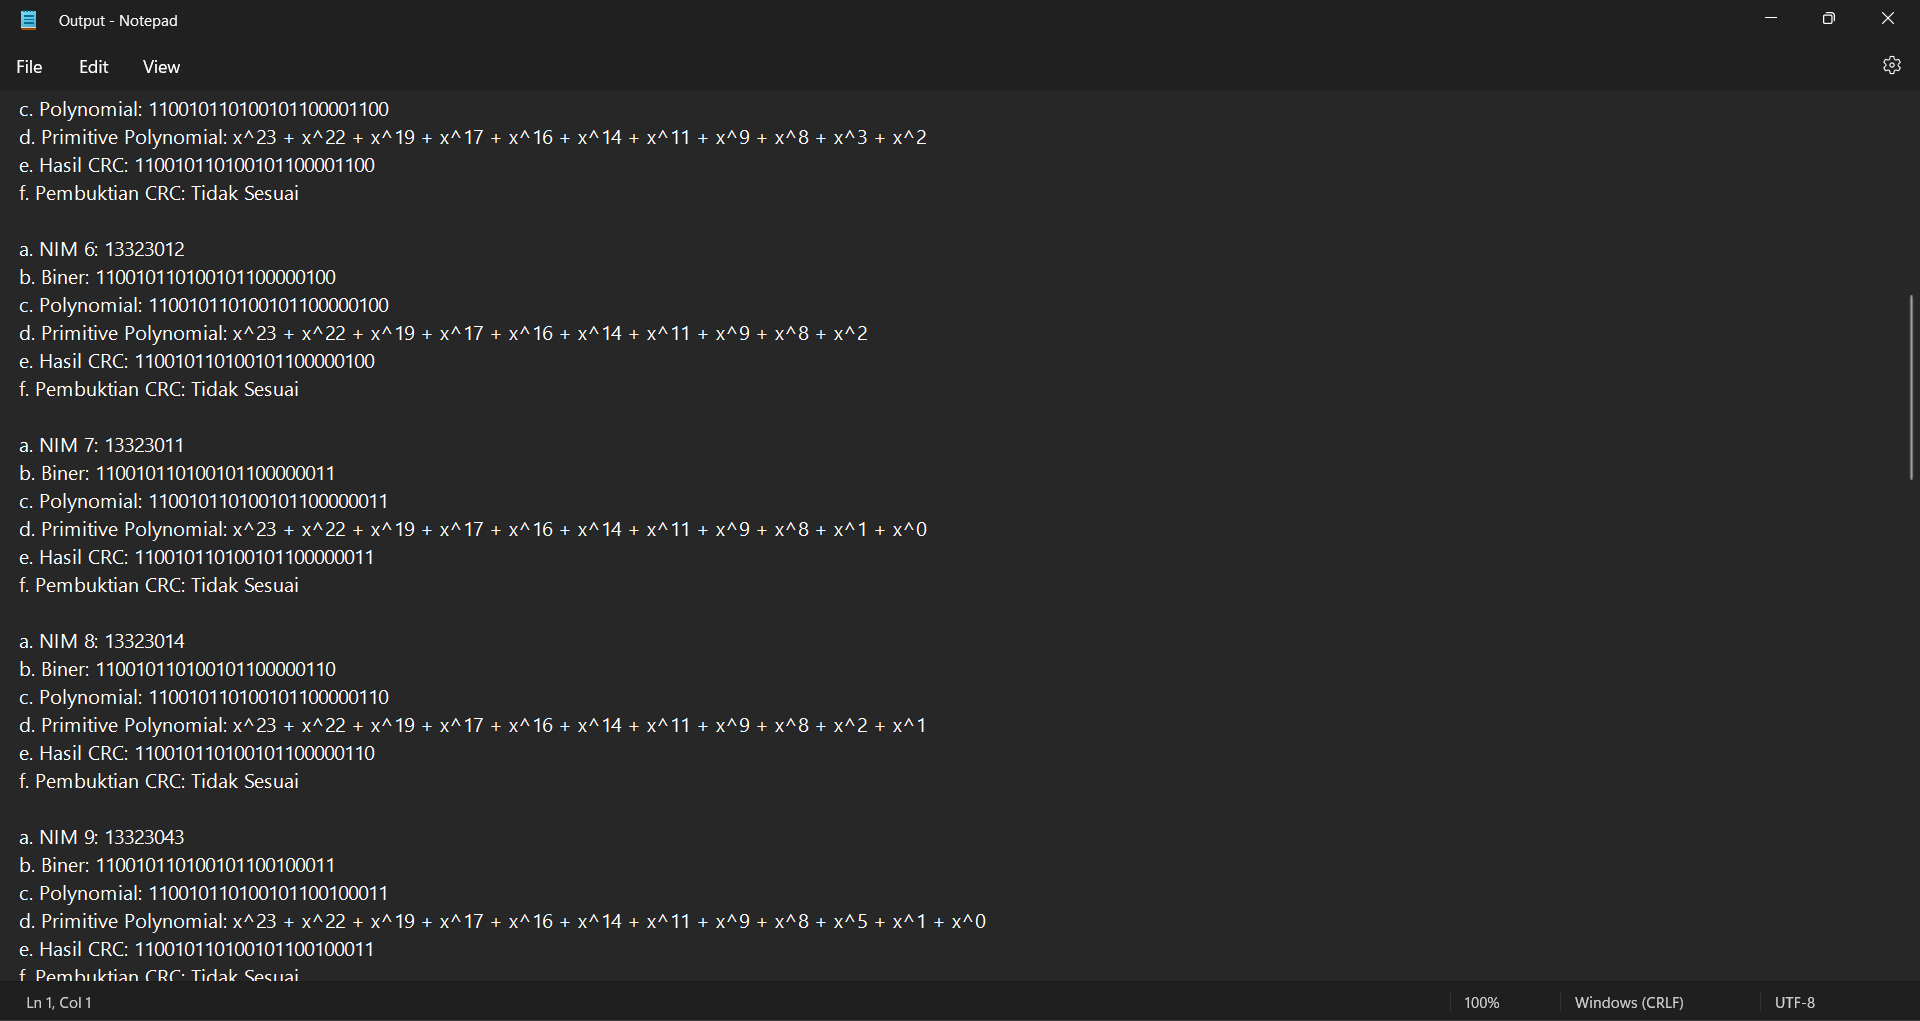 Output - Notepad
File Edit View
c. Polynomial: 110010110100101100001100
d. Primitive Polynomial: x^23 + x^22 + x^19 + x^17 + x^16 + x^14 + x^11 + x^9 + x^8 + x^3 + x^2
e. Hasil CRC: 110010110100101100001100
f. Pembuktian CRC: Tidak Sesuai
a. NIM 6: 13323012
b. Biner: 110010110100101100000100
c. Polynomial: 110010110100101100000100
d. Primitive Polynomial: x^23 + x^22 + x^19 + x^17 + x^16 + x^14 + x^11 + x^9 + x^8 + x^2
e. Hasil CRC: 110010110100101100000100
f. Pembuktian CRC: Tidak Sesuai
a. NIM 7: 13323011
b. Biner: 110010110100101100000011
c. Polynomial: 110010110100101100000011
d. Primitive Polynomial: x^23 + x^22 + x^19 + x^17 + x^16 + x^14 + x^11 + x^9 + x^8 + x^1 + x^0
e. Hasil CRC: 110010110100101100000011
f. Pembuktian CRC: Tidak Sesuai
a. NIM 8: 13323014
b. Biner: 110010110100101100000110
c. Polynomial: 110010110100101100000110
d. Primitive Polynomial: x^23 + x^22 + x^19 + x^17 + x^16 + x^14 + x^11 + x^9 + x^8 + x^2 + x^1
e. Hasil CRC: 110010110100101100000110
f. Pembuktian CRC: Tidak Sesuai
a. NIM 9: 13323043
b. Biner: 110010110100101100100011
c. Polynomial: 110010110100101100100011
d. Primitive Polynomial: x^23 + x^22 + x^19 + x^17 + x^16 + x^14 + x^11 + x^9 + x^8 + x^5 + x^1 + x^0
e. Hasil CRC: 110010110100101100100011
f. Pembuktian CRC: Tidak Sesuai
Ln 1, Col 1 100% Windows (CRLF) UTF-8